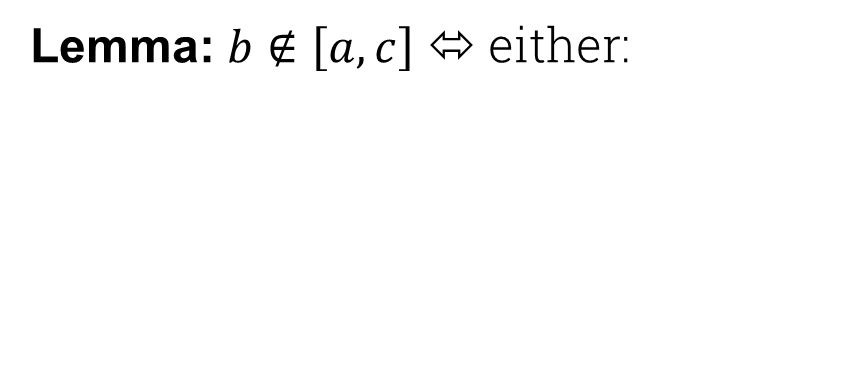 Lemma: b ∉ [a, c] ⇔ either: